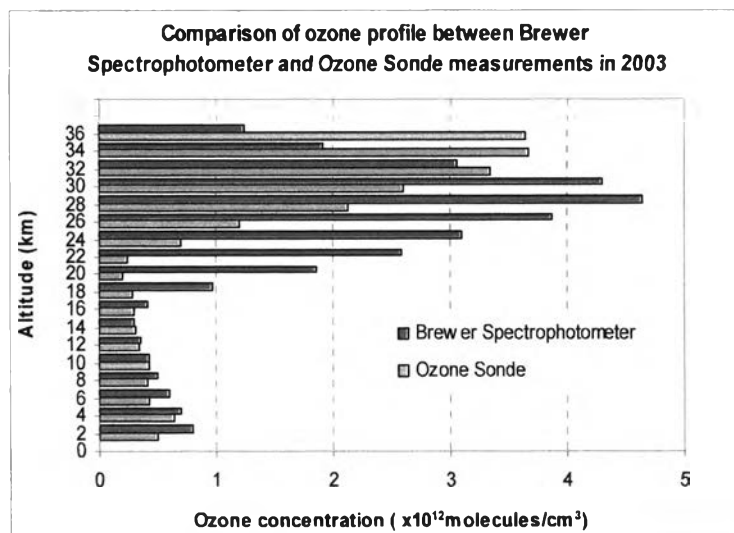 Comparison of ozone profile between Brewer
Spectrophotometer and Ozone Sonde measurements in 2003
Altitude (km)
36
34
32
30
28
26
24
22
20
18
16
14
12
10
8
6
4
2
0
Brewer Spectrophotometer
Ozone Sonde
0 1 2 3 4 5
Ozone concentration ( x10¹²molecules/cm³)